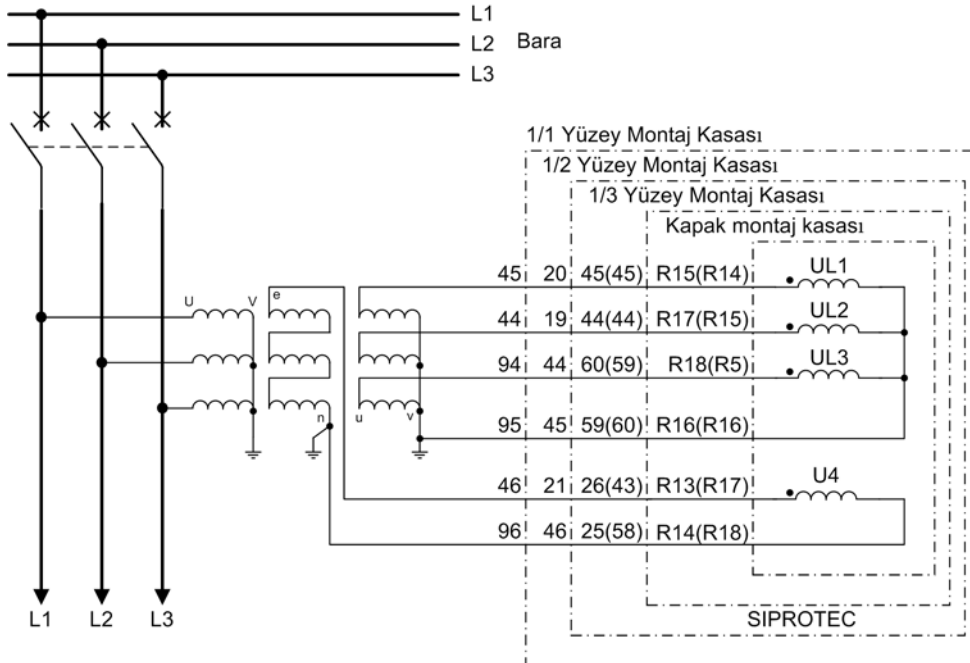 L1
L2 Bara
L3
1/1 Yüzey Montaj Kasası
1/2 Yüzey Montaj Kasası
1/3 Yüzey Montaj Kasası
Kapak montaj kasası
U V e
45 20 45(45) R15(R14) UL1
44 19 44(44) R17(R15) UL2
94 44 60(59) R18(R5) UL3
n u v
95 45 59(60) R16(R16)
46 21 26(43) R13(R17) U4
96 46 25(58) R14(R18)
L1 L2 L3 SIPROTEC